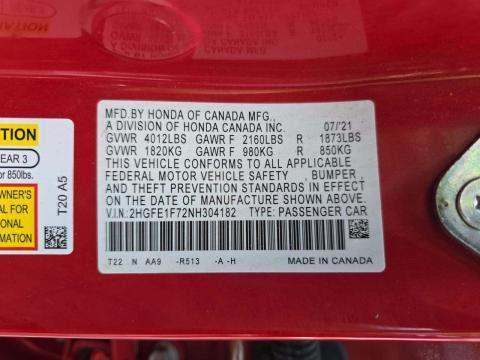 MFD.BY HONDA OF CANADA MFG.,
A DIVISION OF HONDA CANADA INC. 07/'21
GVWR 4012LBS GAWR F 2160LBS R 1873LBS
GVWR 1820KG GAWR F 980KG R 850KG
THIS VEHICLE CONFORMS TO ALL APPLICABLE
FEDERAL MOTOR VEHICLE SAFETY, BUMPER,
AND THEFT PREVENTION STANDARDS IN EFFECT
ON THE DATE OF MANUFACTURE SHOWN ABOVE.
V.I.N: 2HGFE1F72NH304182 TYPE: PASSENGER CAR
T22 N AA9 -R513 -A -H MADE IN CANADA
TION
EAR 3
or 850lbs.
WNER'S
AL FOR
TIONAL
RMATION
T20 A5